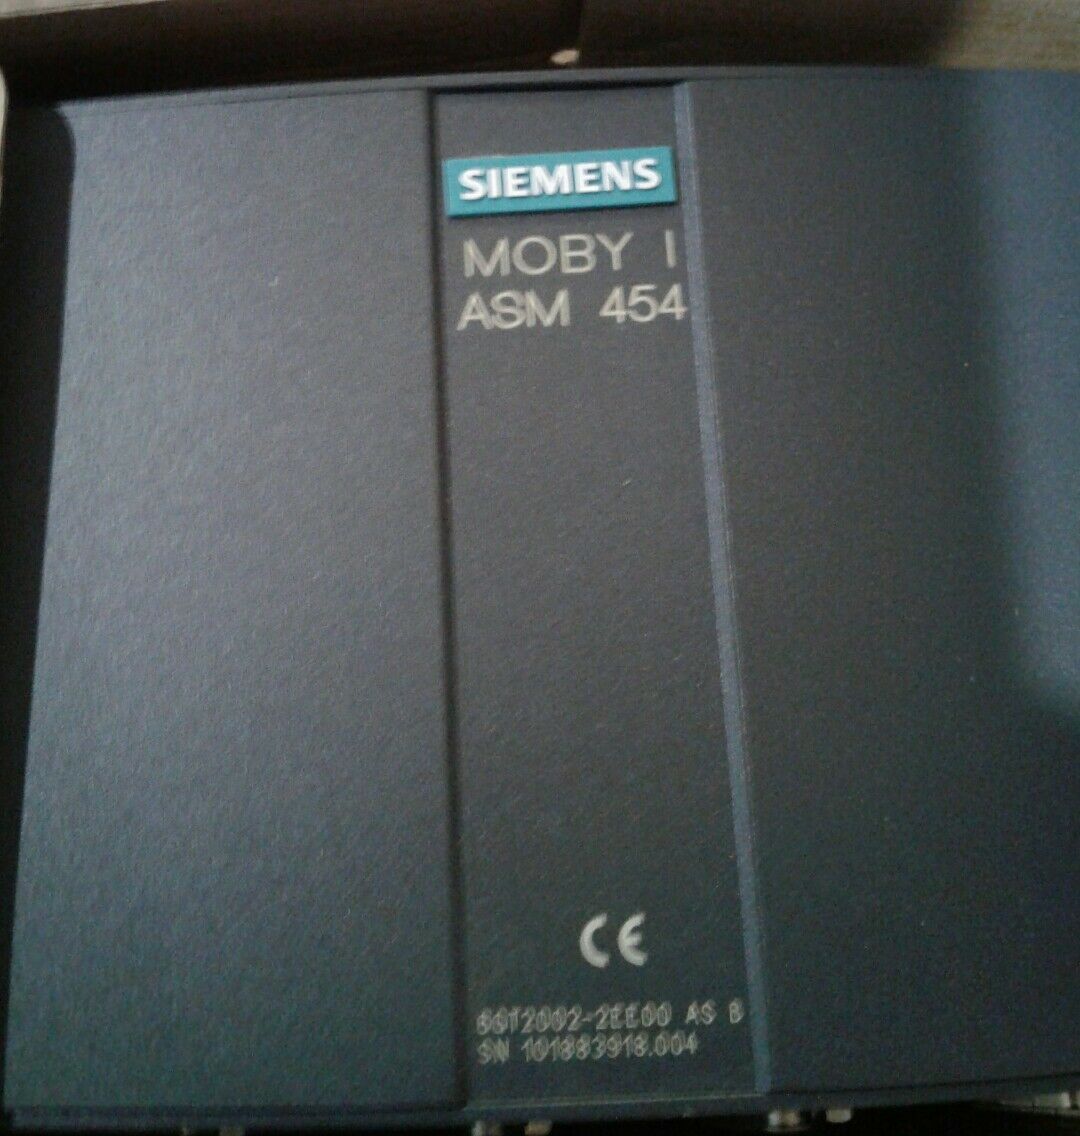 SIEMENS
MOBY I
ASM 454
CE
6GT2002-2EE00 AS B
SN 101883918.004